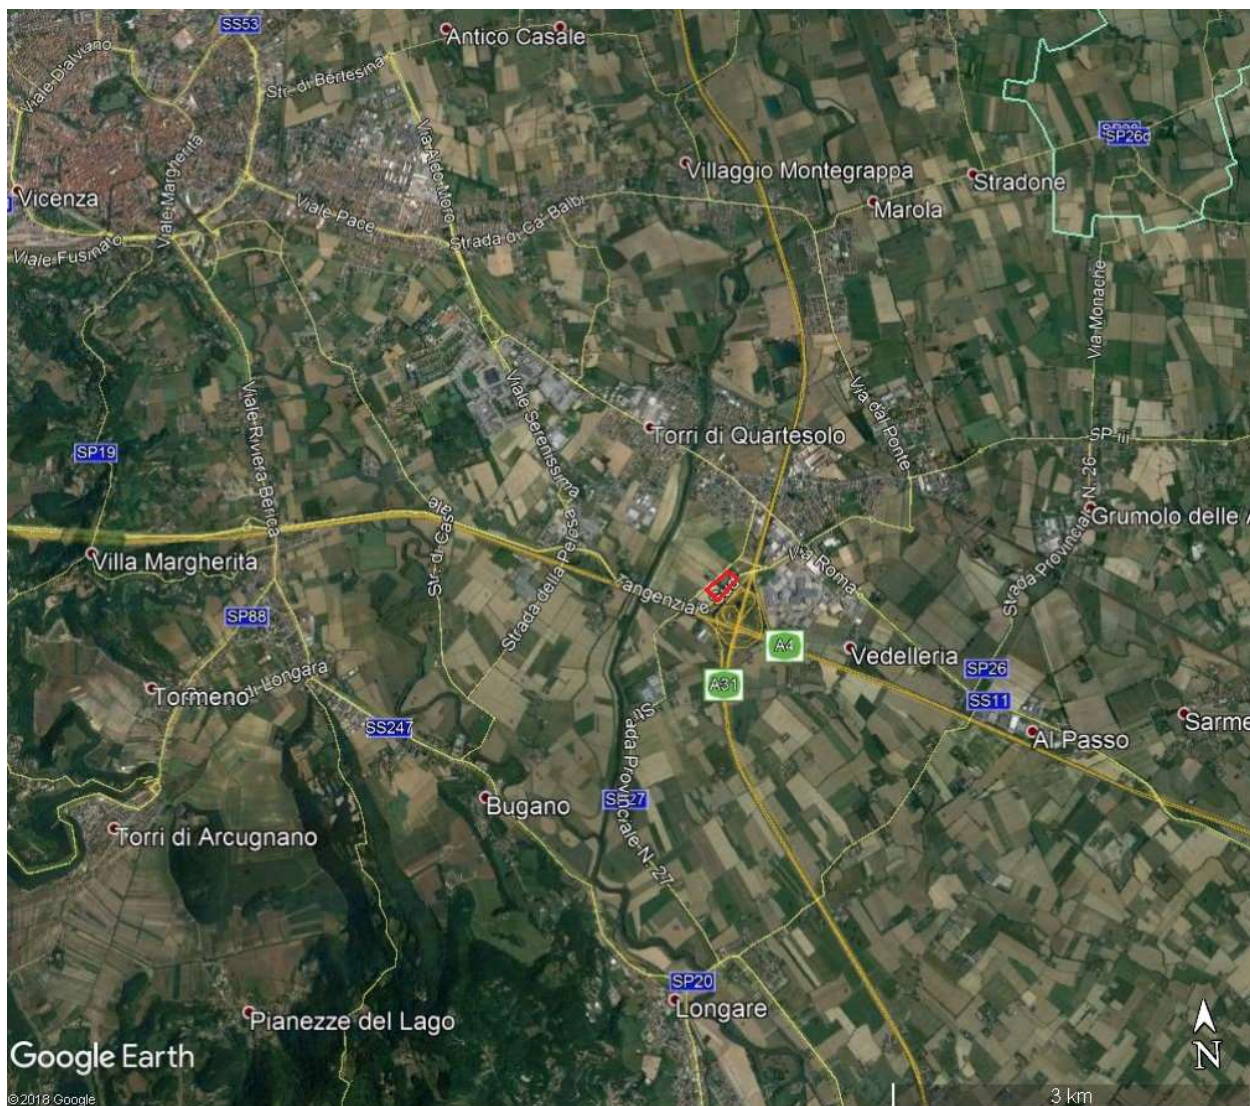 SS53
Antico Casale
Viale D'alviano
Str. di Bertesina
SP26d
Via Aldo Moro
Villaggio Montegrappa
Stradone
Viale Margherita
Vicenza
Marola
Viale Pace
Strada di Ca' Balbi
Viale Fusinato
Via Monache
Viale Riviera Berica
Viale Serenissima
Via dal Ponte
Torri di Quartesolo
SP19
Grumolo delle A
Str. di Casale
Villa Margherita
Via Roma
Strada Provinciale N. 26
Tangenziale
Strada della Pelosa
SP88
A4
Vedelleria
SP26
di Longara
A31
Tormeno
SS11
Sarme
SS247
Al Passo
Strada Provinciale N. 27
Bugano
SP27
Torri di Arcugnano
SP20
Longare
Pianezze del Lago
N
Google Earth
©2018 Google
3 km